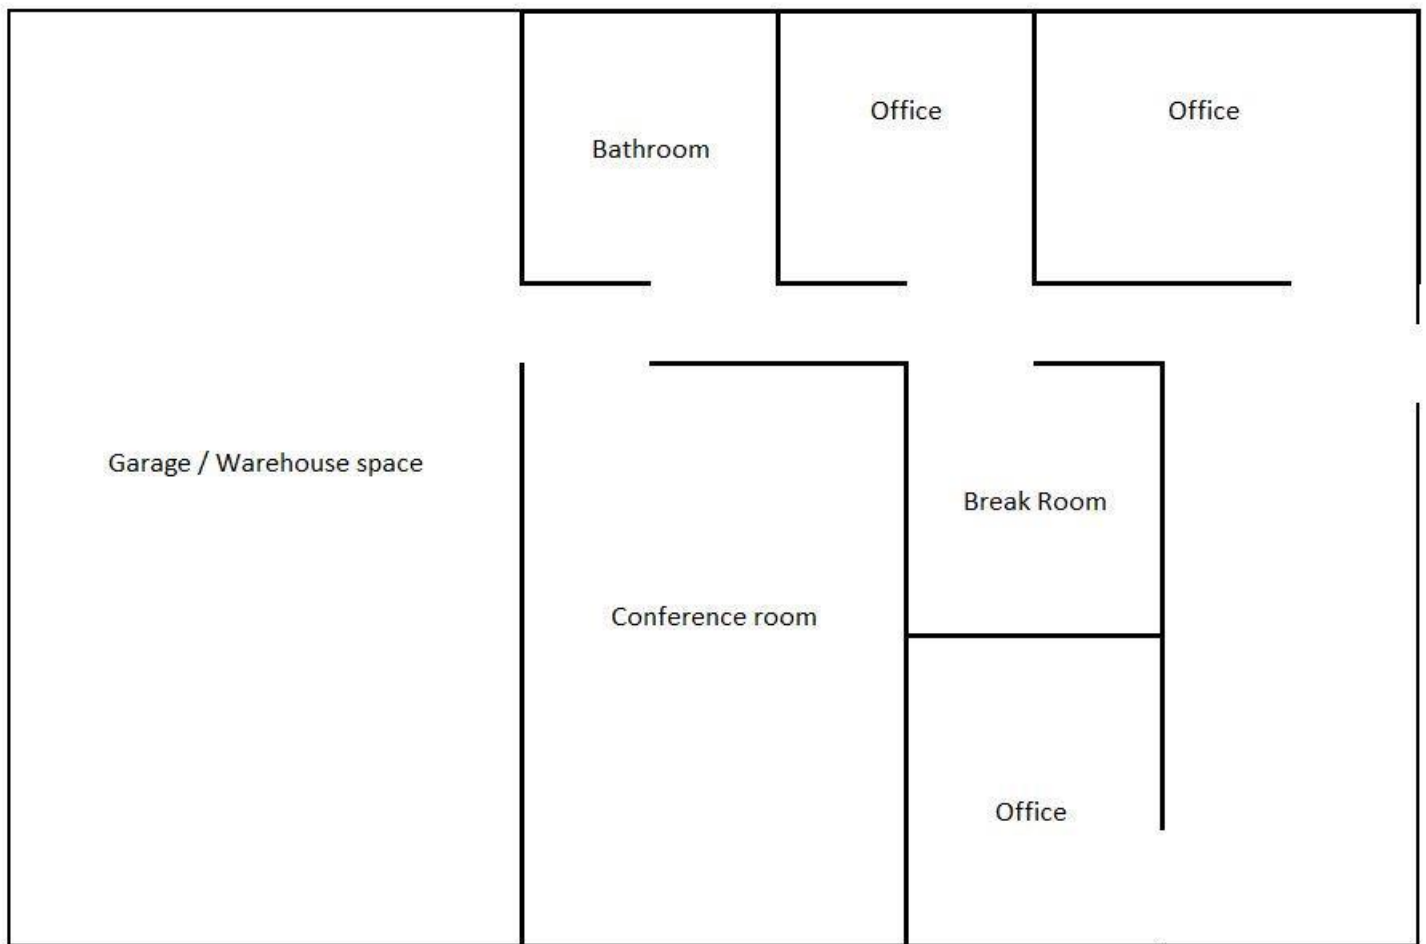 Office
Office
Bathroom
Garage / Warehouse space
Break Room
Conference room
Office